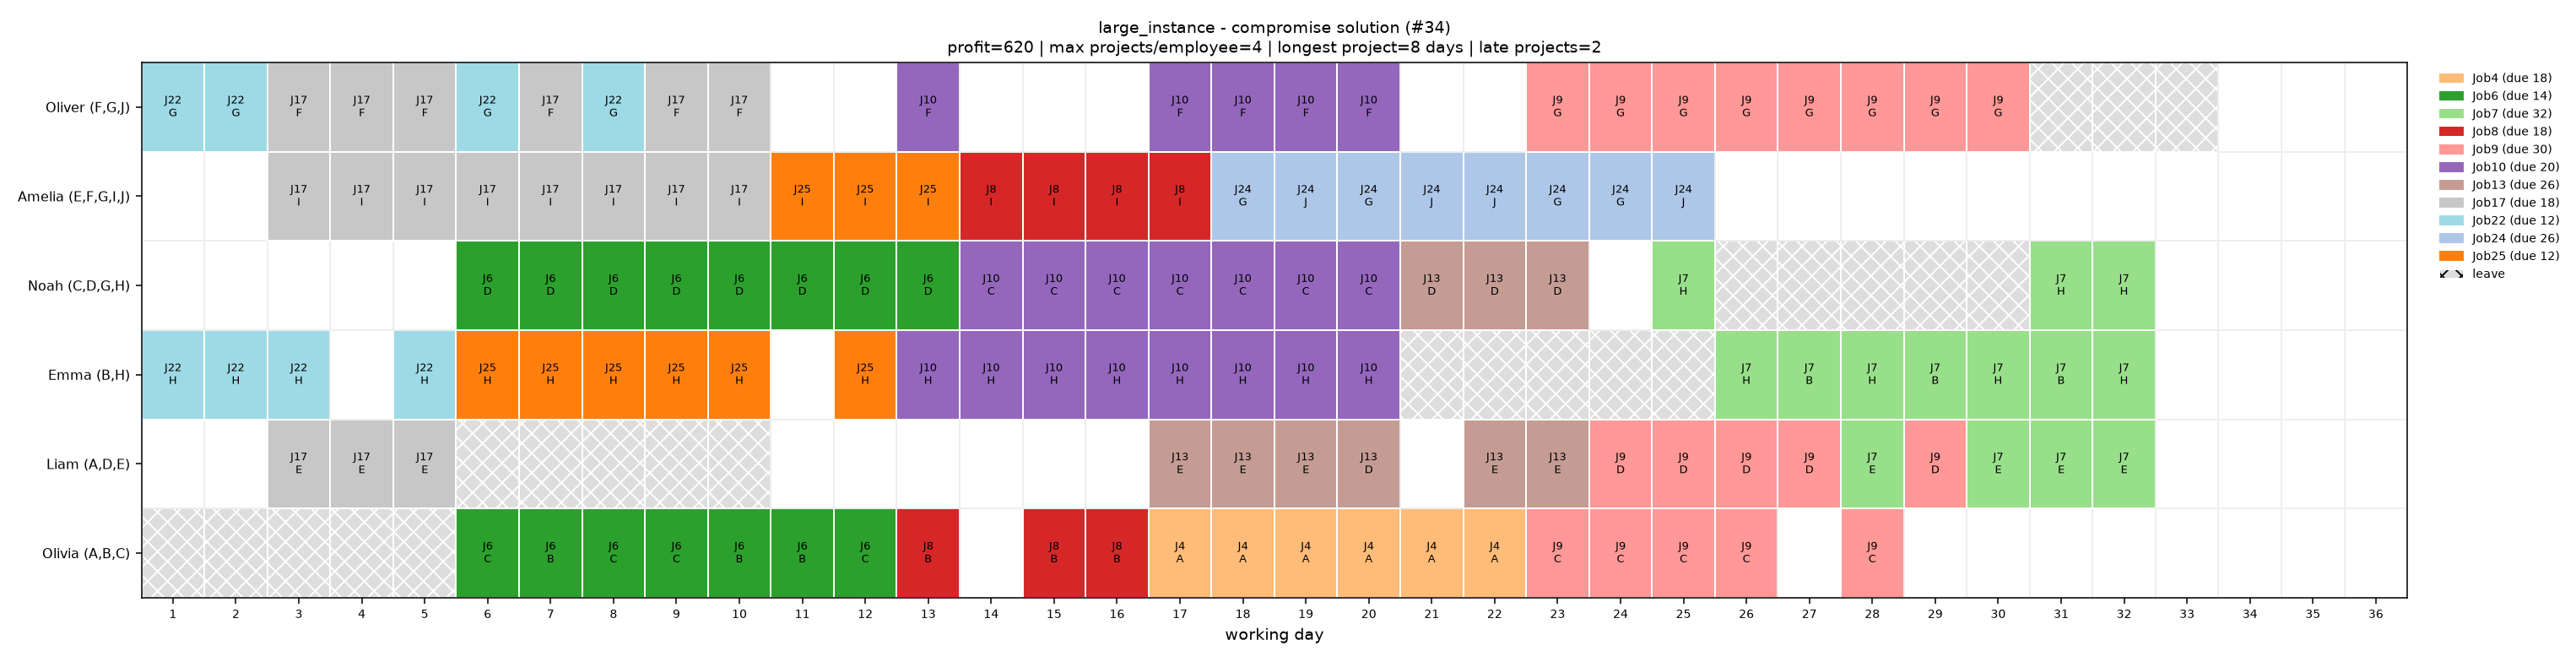 large_instance - compromise solution (#34)
profit=620 | max projects/employee=4 | longest project=8 days | late projects=2
Oliver (F,G,J)
J22 J22 J17 J17 J17 J22 J17 J22 J17 J17 J10 J10 J10 J10 J10 J9 J9 J9 J9 J9 J9 J9 J9
G G F F F G F G F F F F F F F G G G G G G G G
Amelia (E,F,G,I,J)
J17 J17 J17 J17 J17 J17 J17 J17 J25 J25 J25 J8 J8 J8 J8 J24 J24 J24 J24 J24 J24 J24 J24
I I I I I I I I I I I I I I I G J G J J G G J
Noah (C,D,G,H)
J6 J6 J6 J6 J6 J6 J6 J6 J10 J10 J10 J10 J10 J10 J10 J13 J13 J13 J7 J7 J7
D D D D D D D D C C C C C C C D D D H H H
Emma (B,H)
J22 J22 J22 J22 J25 J25 J25 J25 J25 J25 J10 J10 J10 J10 J10 J10 J10 J10 J7 J7 J7 J7 J7 J7 J7
H H H H H H H H H H H H H H H H H H H B H B H B H
Liam (A,D,E)
J17 J17 J17 J13 J13 J13 J13 J13 J13 J9 J9 J9 J9 J7 J9 J7 J7 J7
E E E E E E D E E D D D D E D E E E
Olivia (A,B,C)
J6 J6 J6 J6 J6 J6 J6 J8 J8 J8 J4 J4 J4 J4 J4 J4 J9 J9 J9 J9 J9
C B C C B B C B B B A A A A A A C C C C C
1 2 3 4 5 6 7 8 9 10 11 12 13 14 15 16 17 18 19 20 21 22 23 24 25 26 27 28 29 30 31 32 33 34 35 36
working day
Job4 (due 18)
Job6 (due 14)
Job7 (due 32)
Job8 (due 18)
Job9 (due 30)
Job10 (due 20)
Job13 (due 26)
Job17 (due 18)
Job22 (due 12)
Job24 (due 26)
Job25 (due 12)
leave